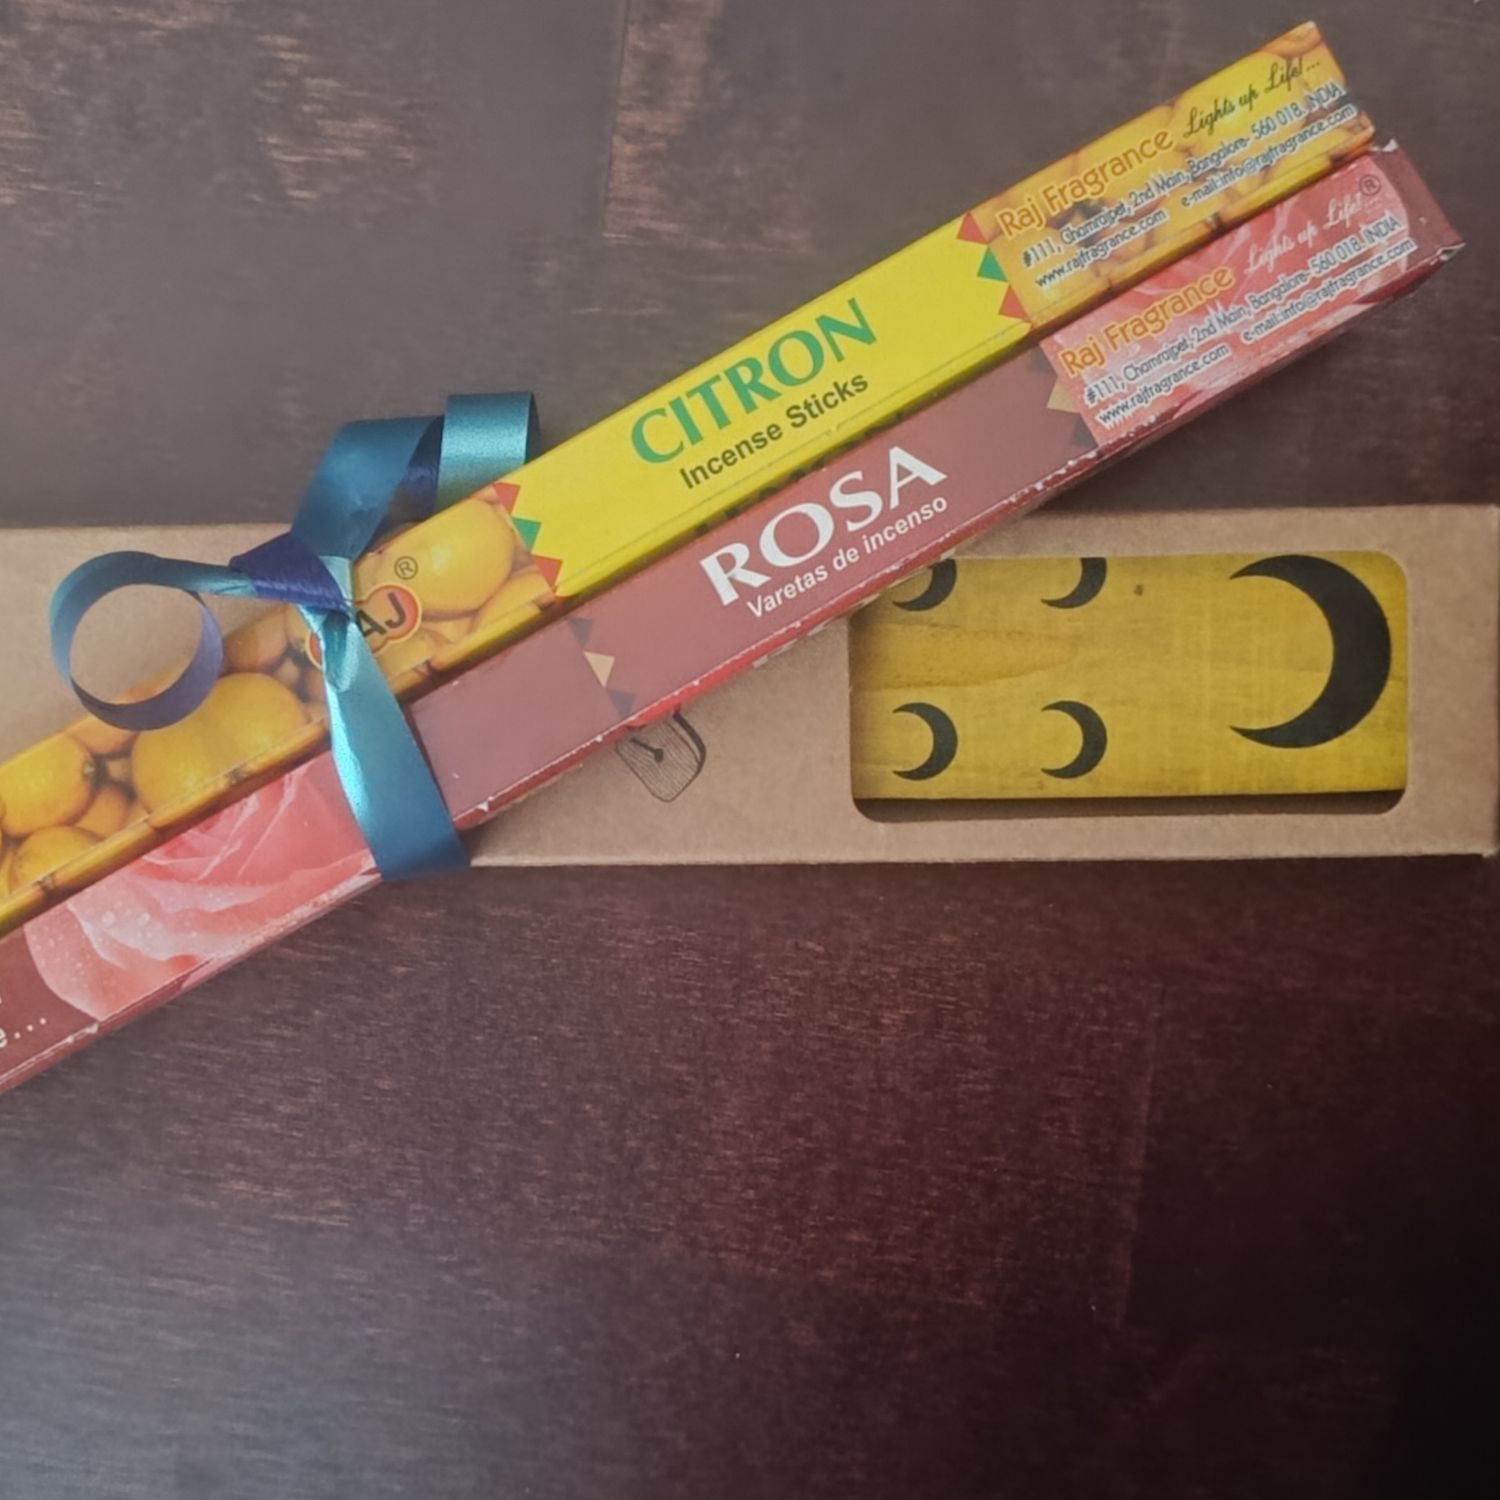 Raj Fragrance Lights up Life!...
#111, Chamrajpet, 2nd Main, Bangalore- 560 018. INDIA
www.rajfragrance.com e-mail:info@rajfragrance.com
CITRON
Incense Sticks
®
Raj Fragrance Lights up Life!...®
#111, Chamrajpet, 2nd Main, Bangalore- 560 018. INDIA
www.rajfragrance.com e-mail:info@rajfragrance.com
ROSA
Varetas de incenso